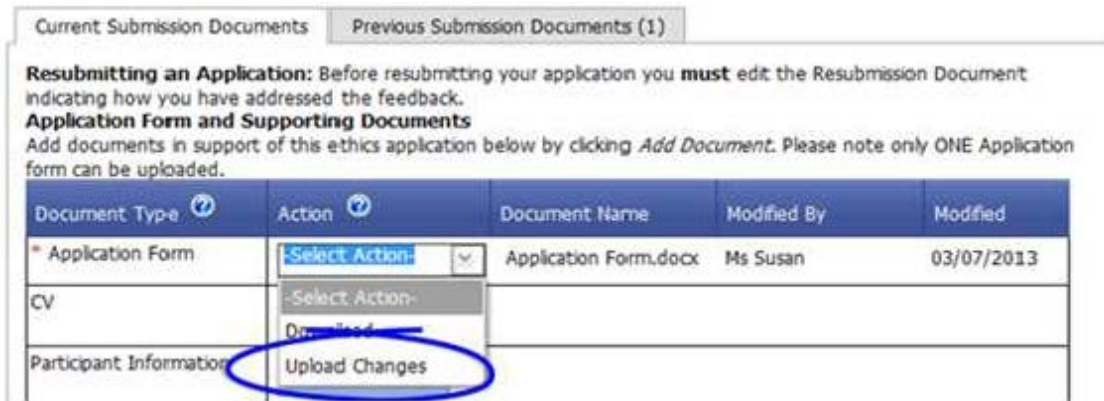 Current Submission Documents Previous Submission Documents (1)
Resubmitting an Application: Before resubmitting your application you must edit the Resubmission Document
indicating how you have addressed the feedback.
Application Form and Supporting Documents
Add documents in support of this ethics application below by clicking Add Document. Please note only ONE Application
form can be uploaded.
Document Type Action Document Name Modified By Modified
* Application Form -Select Action- Application Form.docx Ms Susan 03/07/2013
-Select Action-
CV
Download
Participant Information Upload Changes